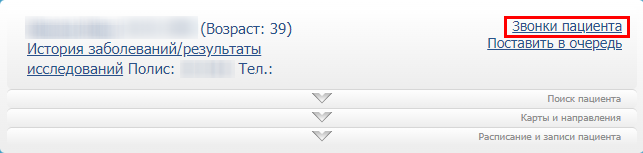 (Возраст: 39)
Звонки пациента
История заболеваний/результаты
Поставить в очередь
исследований Полис: Тел.:
Поиск пациента
Карты и направления
Расписание и записи пациента